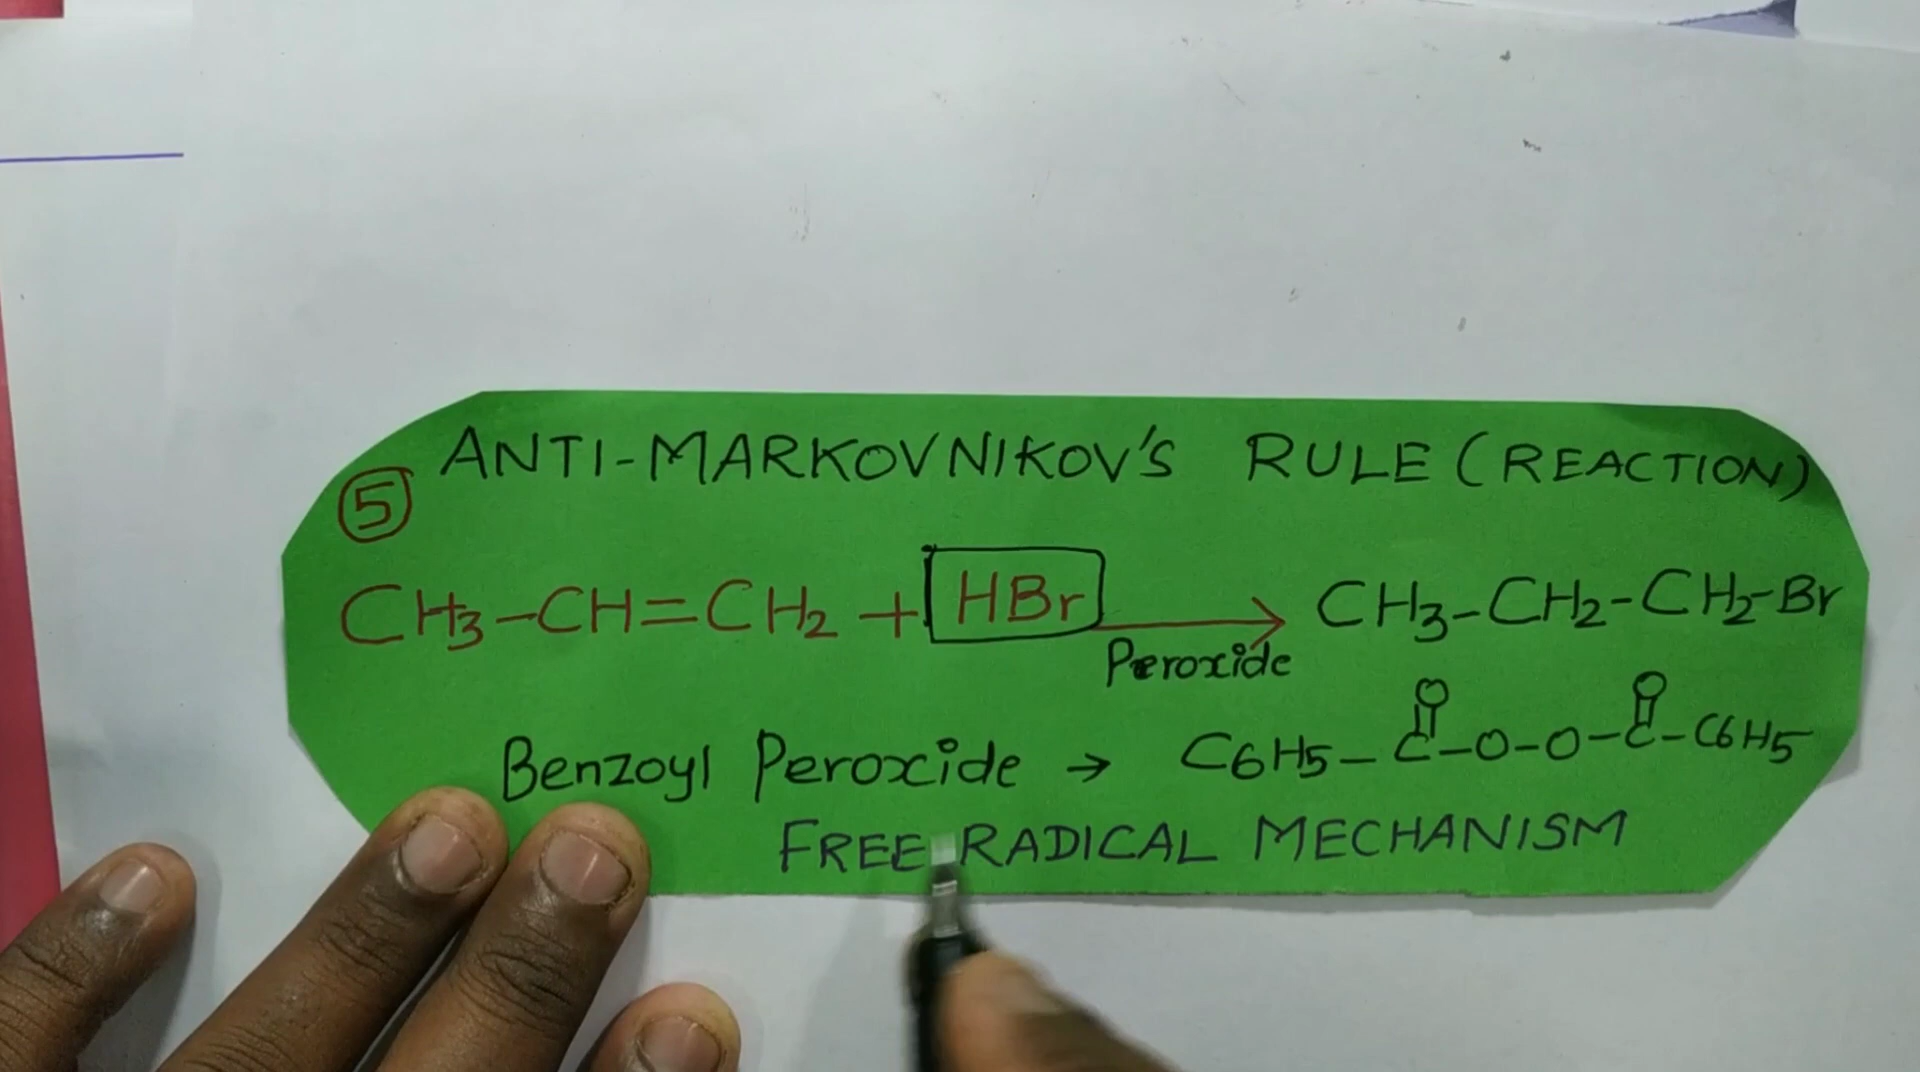 ANTI-MARKOVNIKOV'S RULE (REACTION)
5
CH3-CH=CH2 + HBr → CH3-CH2-CH2-Br
Peroxide
O O
Benzoyl Peroxide → C6H5-C-O-O-C-C6H5
FREE RADICAL MECHANISM